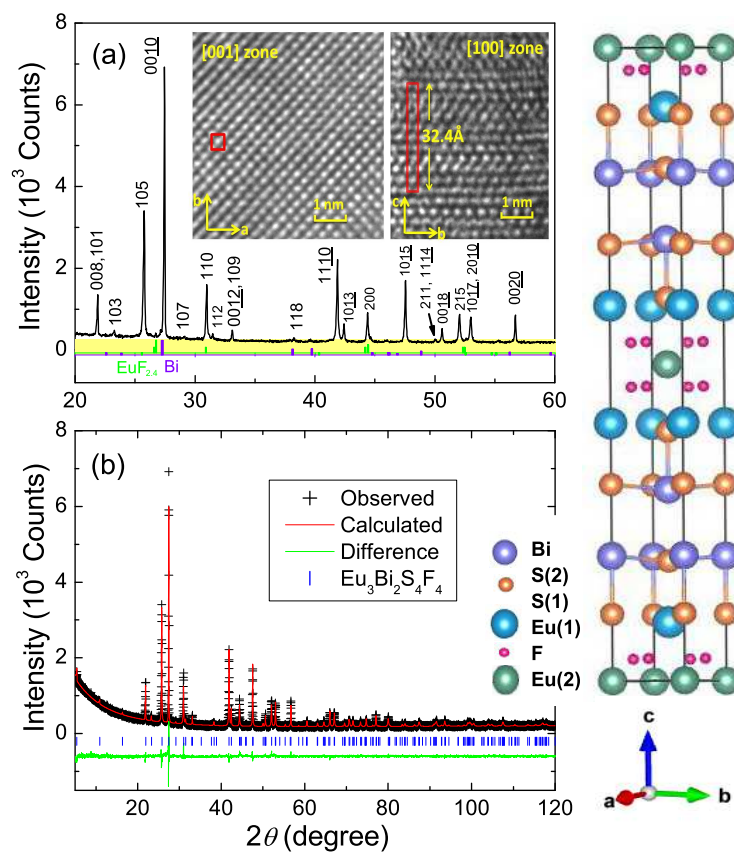 (a)
Intensity (10³ Counts)
8
6
4
2
0
008,101
103
105
0010
107
110
112
0012,109
118
1110
1013
200
1015
211, 1114
0018
215
1017, 2010
0020
[001] zone
b
a
1 nm
[100] zone
32.4Å
c
b
1 nm
EuF2.4
Bi
20 30 40 50 60
(b)
Intensity (10³ Counts)
8
6
4
2
0
Observed
Calculated
Difference
Eu₃Bi₂S₄F₄
20 40 60 80 100 120
2θ (degree)
Bi
S(2)
S(1)
Eu(1)
F
Eu(2)
c
a
b